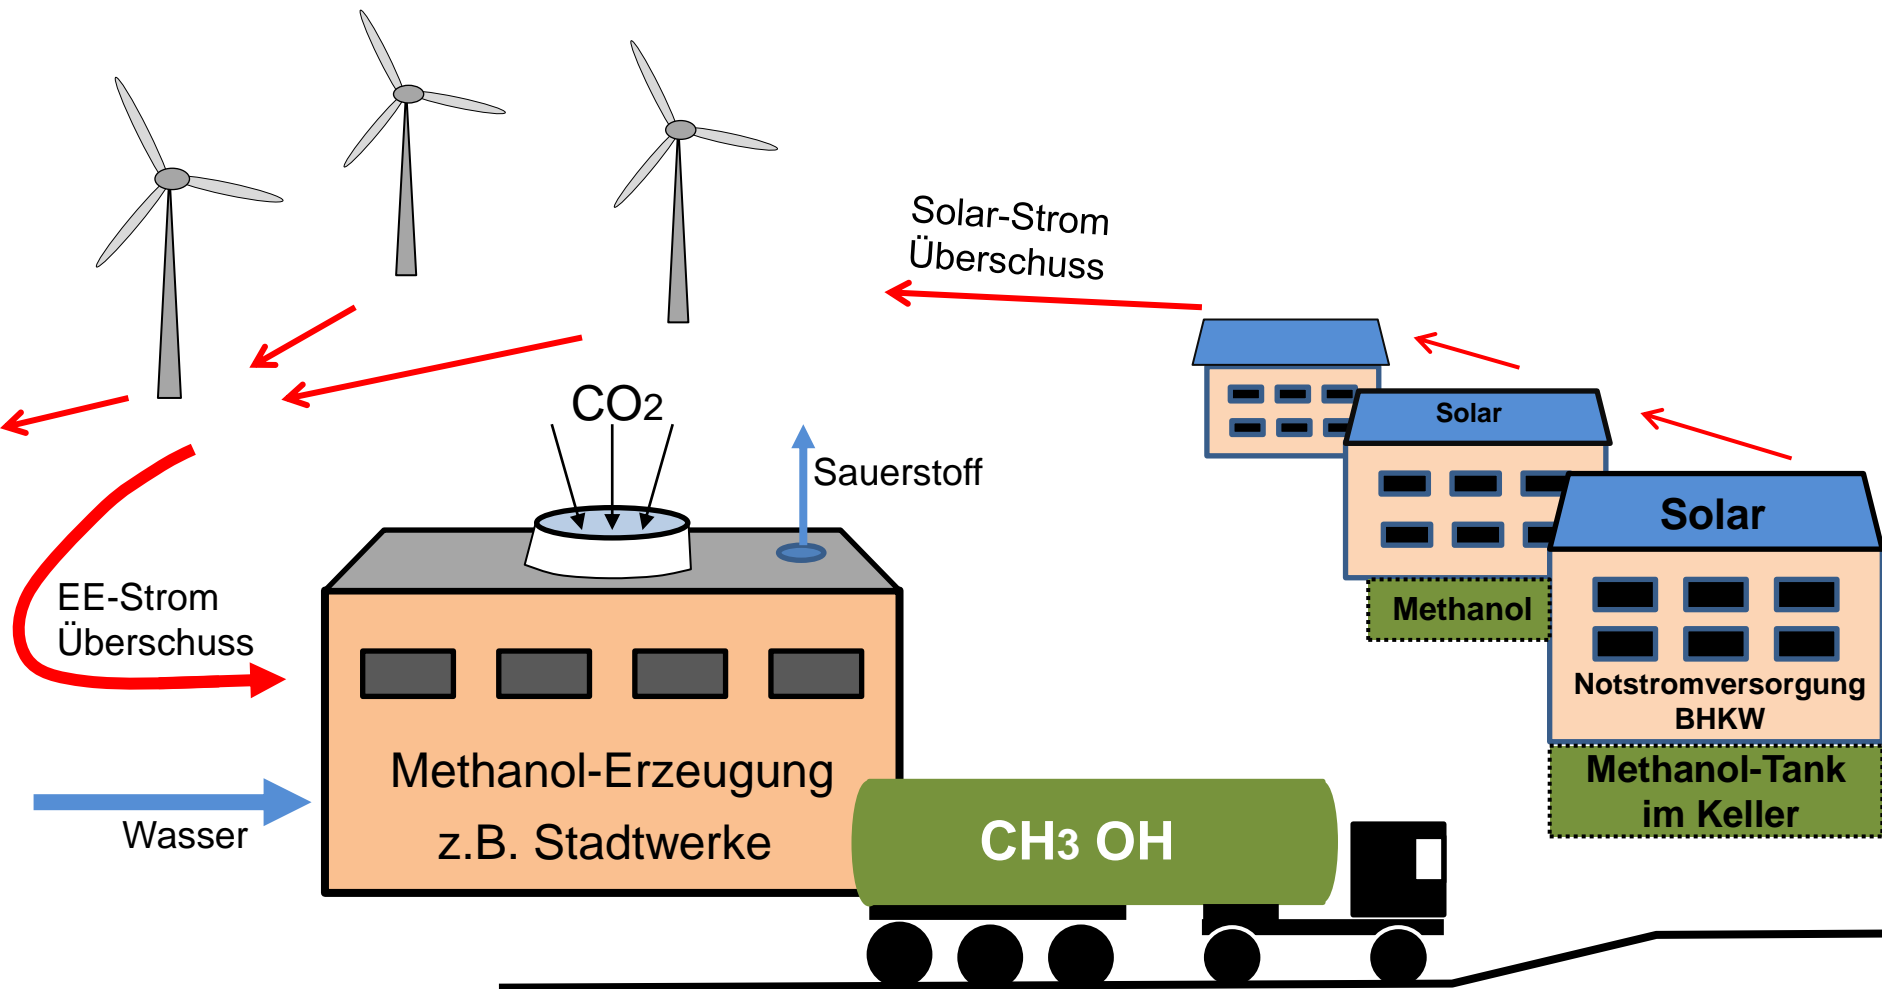 Solar-Strom
Überschuss
CO2
Sauerstoff
Solar
Solar
EE-Strom
Überschuss
Methanol
Notstromversorgung
BHKW
Methanol-Erzeugung
z.B. Stadtwerke
Methanol-Tank
im Keller
Wasser
CH3 OH